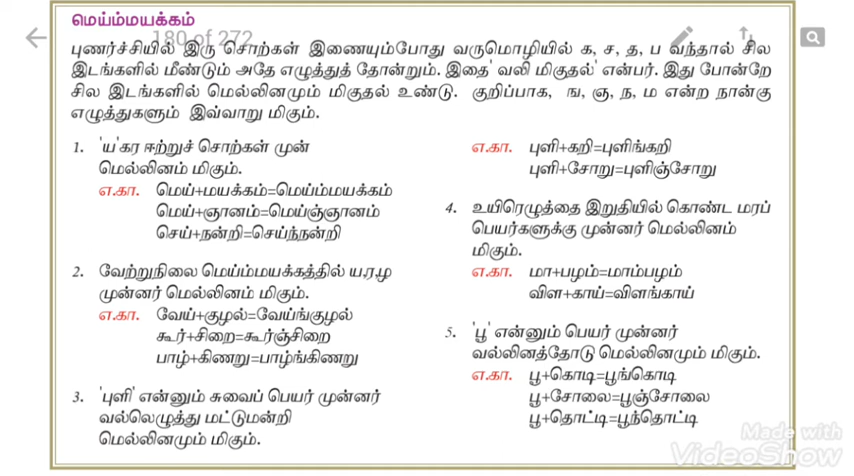 மெய்ம்மயக்கம்
180 of 272
புணர்ச்சியில் இரு சொற்கள் இணையும்போது வருமொழியில் க, ச, த, ப வந்தால் சில
இடங்களில் மீண்டும் அதே எழுத்துத் தோன்றும். இதை' வலி மிகுதல்' என்பர். இது போன்றே
சில இடங்களில் மெல்லினமும் மிகுதல் உண்டு. குறிப்பாக, ங, ஞ, ந, ம என்ற நான்கு
எழுத்துகளும் இவ்வாறு மிகும்.
1. 'ய'கர ஈற்றுச் சொற்கள் முன்
மெல்லினம் மிகும்.
எ.கா. மெய்+மயக்கம்=மெய்ம்மயக்கம்
மெய்+ஞானம்=மெய்ஞ்ஞானம்
செய்+நன்றி=செய்ந்நன்றி
2. வேற்றுநிலை மெய்ம்மயக்கத்தில் ய,ர,ழ
முன்னர் மெல்லினம் மிகும்.
எ.கா. வேய்+குழல்=வேய்ங்குழல்
கூர்+சிறை=கூர்ஞ்சிறை
பாழ்+கிணறு=பாழ்ங்கிணறு
3. 'புளி' என்னும் சுவைப் பெயர் முன்னர்
வல்லெழுத்து மட்டுமன்றி
மெல்லினமும் மிகும்.
எ.கா. புளி+கறி=புளிங்கறி
புளி+சோறு=புளிஞ்சோறு
4. உயிரெழுத்தை இறுதியில் கொண்ட மரப்
பெயர்களுக்கு முன்னர் மெல்லினம்
மிகும்.
எ.கா. மா+பழம்=மாம்பழம்
விள+காய்=விளங்காய்
5. 'பூ' என்னும் பெயர் முன்னர்
வல்லினத்தோடு மெல்லினமும் மிகும்.
எ.கா. பூ+கொடி=பூங்கொடி
பூ+சோலை=பூஞ்சோலை
பூ+தொட்டி=பூந்தொட்டி
Made with
VideoShow